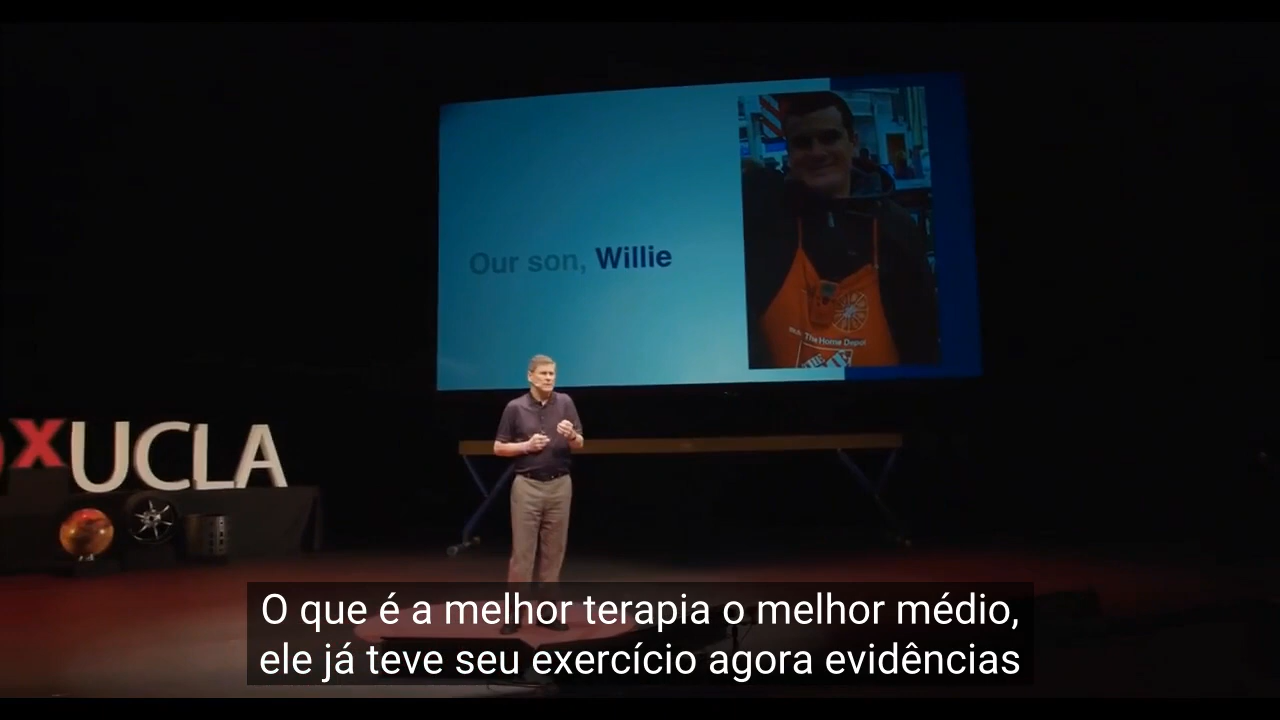 Our son, Willie
The Home Depot
THE
XUCLA
O que é a melhor terapia o melhor médio,
ele já teve seu exercício agora evidências